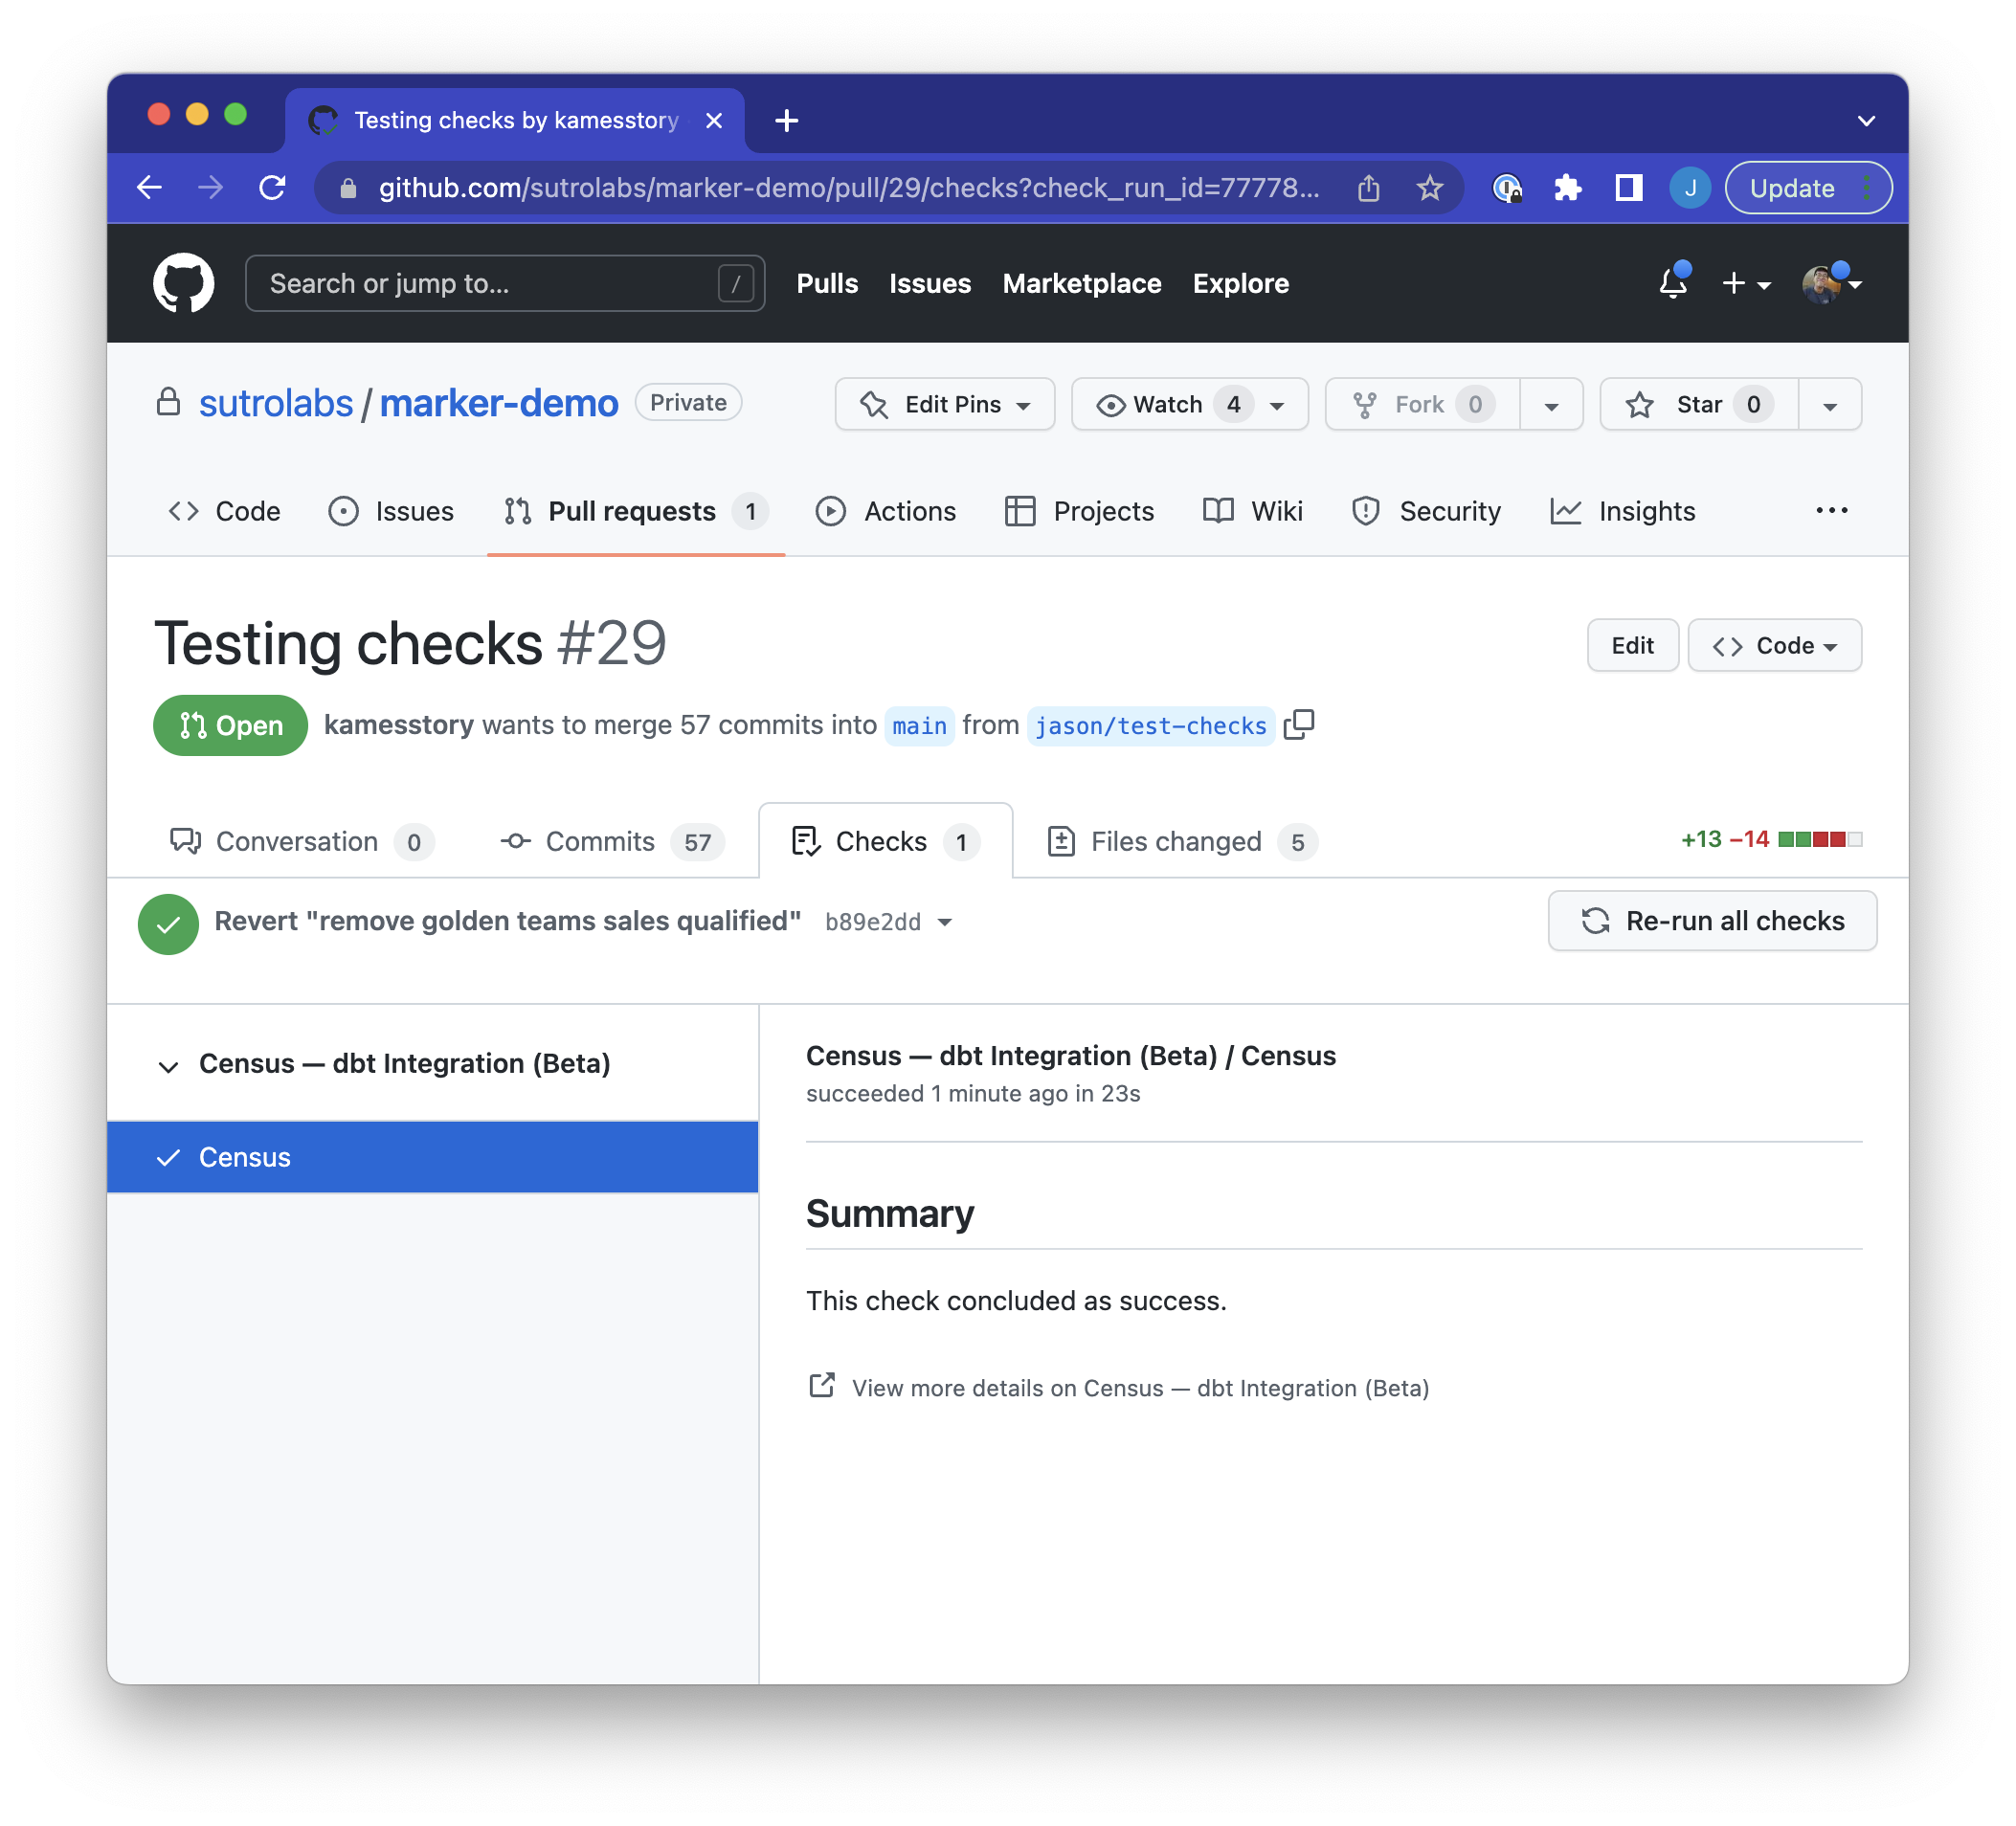 Testing checks by kamesstory
github.com/sutrolabs/marker-demo/pull/29/checks?check_run_id=77778...
J
Update
Search or jump to...
/
Pulls
Issues
Marketplace
Explore
sutrolabs / marker-demo
Private
Edit Pins
Watch 4
Fork 0
Star 0
Code
Issues
Pull requests 1
Actions
Projects
Wiki
Security
Insights
Testing checks #29
Edit
Code
Open
kamesstory wants to merge 57 commits into main from jason/test-checks
Conversation 0
Commits 57
Checks 1
Files changed 5
+13 −14
Revert "remove golden teams sales qualified" b89e2dd
Re-run all checks
Census — dbt Integration (Beta)
Census
Census — dbt Integration (Beta) / Census
succeeded 1 minute ago in 23s
Summary
This check concluded as success.
View more details on Census — dbt Integration (Beta)